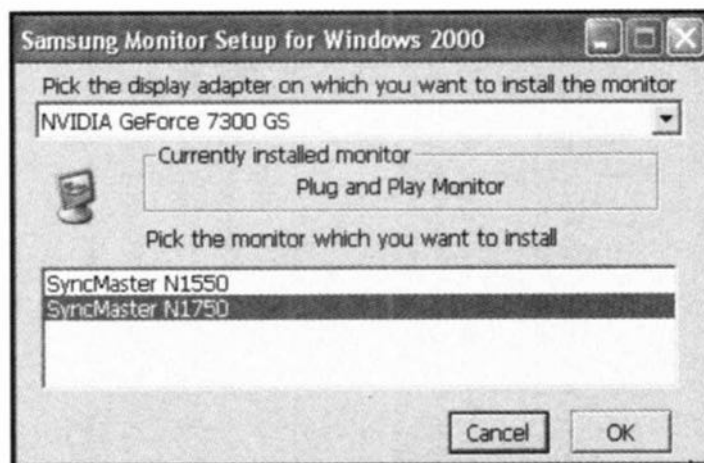 Samsung Monitor Setup for Windows 2000
Pick the display adapter on which you want to install the monitor
NVIDIA GeForce 7300 GS
Currently installed monitor
Plug and Play Monitor
Pick the monitor which you want to install
SyncMaster N1550
SyncMaster N1750
Cancel
OK